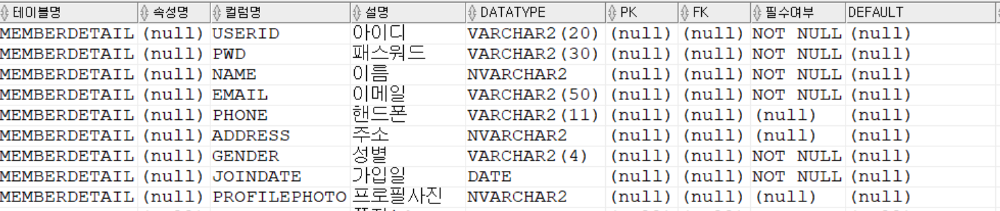 테이블명 속성명 컬럼명 설명 DATATYPE PK FK 필수여부 DEFAULT
MEMBERDETAIL (null) USERID 아이디 VARCHAR2(20) (null) (null) NOT NULL (null)
MEMBERDETAIL (null) PWD 패스워드 VARCHAR2(30) (null) (null) NOT NULL (null)
MEMBERDETAIL (null) NAME 이름 NVARCHAR2 (null) (null) NOT NULL (null)
MEMBERDETAIL (null) EMAIL 이메일 VARCHAR2(50) (null) (null) NOT NULL (null)
MEMBERDETAIL (null) PHONE 핸드폰 VARCHAR2(11) (null) (null) (null) (null)
MEMBERDETAIL (null) ADDRESS 주소 NVARCHAR2 (null) (null) (null) (null)
MEMBERDETAIL (null) GENDER 성별 VARCHAR2(4) (null) (null) NOT NULL (null)
MEMBERDETAIL (null) JOINDATE 가입일 DATE (null) (null) NOT NULL (null)
MEMBERDETAIL (null) PROFILEPHOTO 프로필사진 NVARCHAR2 (null) (null) (null) (null)